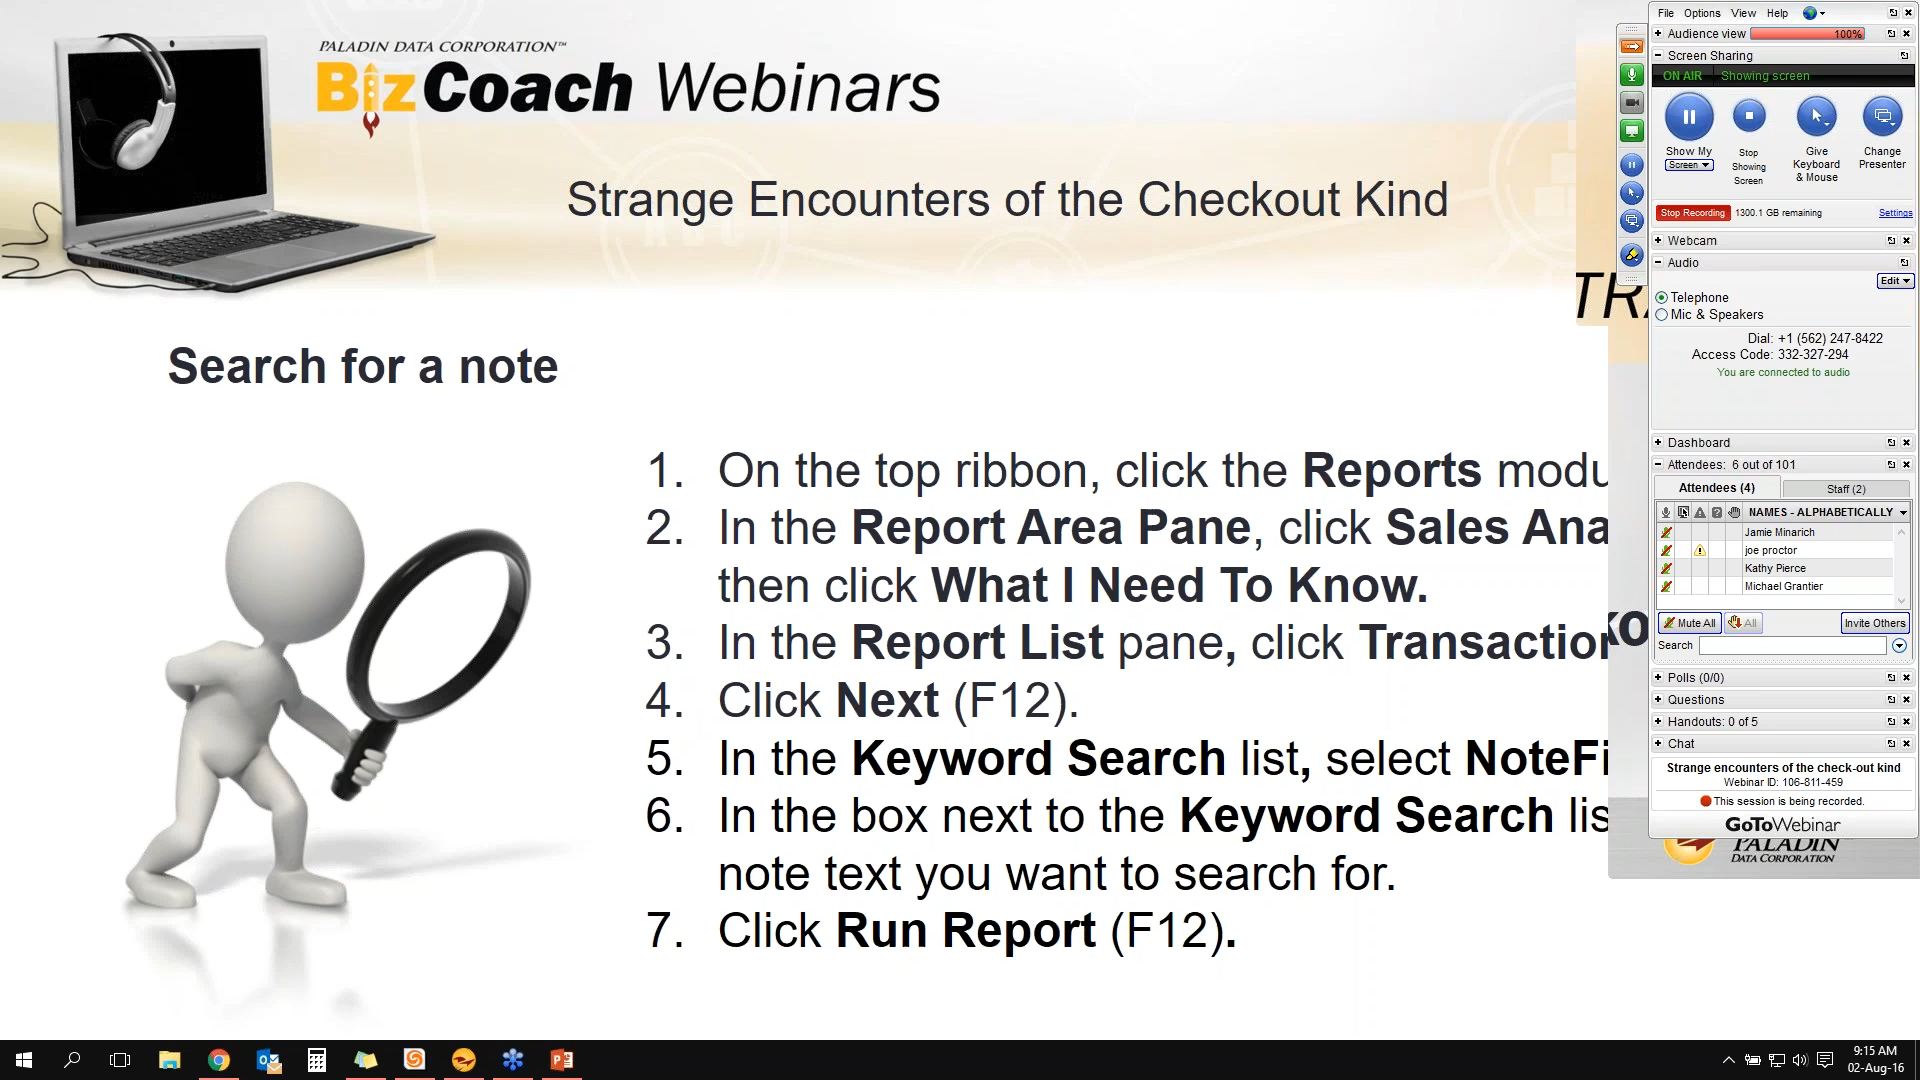 PALADIN DATA CORPORATION™
BizCoach Webinars
Strange Encounters of the Checkout Kind
Search for a note
1. On the top ribbon, click the Reports modu
2. In the Report Area Pane, click Sales Ana
then click What I Need To Know.
3. In the Report List pane, click Transaction
4. Click Next (F12).
5. In the Keyword Search list, select NoteFi
6. In the box next to the Keyword Search lis
note text you want to search for.
7. Click Run Report (F12).
File Options View Help
Audience view 100%
Screen Sharing
ON AIR Showing screen
Show My Screen
Stop Showing Screen
Give Keyboard & Mouse
Change Presenter
Stop Recording 1300.1 GB remaining Settings
Webcam
Audio
Edit
Telephone
Mic & Speakers
Dial: +1 (562) 247-8422
Access Code: 332-327-294
You are connected to audio
Dashboard
Attendees: 6 out of 101
Attendees (4) Staff (2)
NAMES - ALPHABETICALLY
Jamie Minarich
joe proctor
Kathy Pierce
Michael Grantier
Mute All All Invite Others
Search
Polls (0/0)
Questions
Handouts: 0 of 5
Chat
Strange encounters of the check-out kind
Webinar ID: 106-811-459
This session is being recorded.
GoToWebinar
PALADIN
DATA CORPORATION
9:15 AM
02-Aug-16